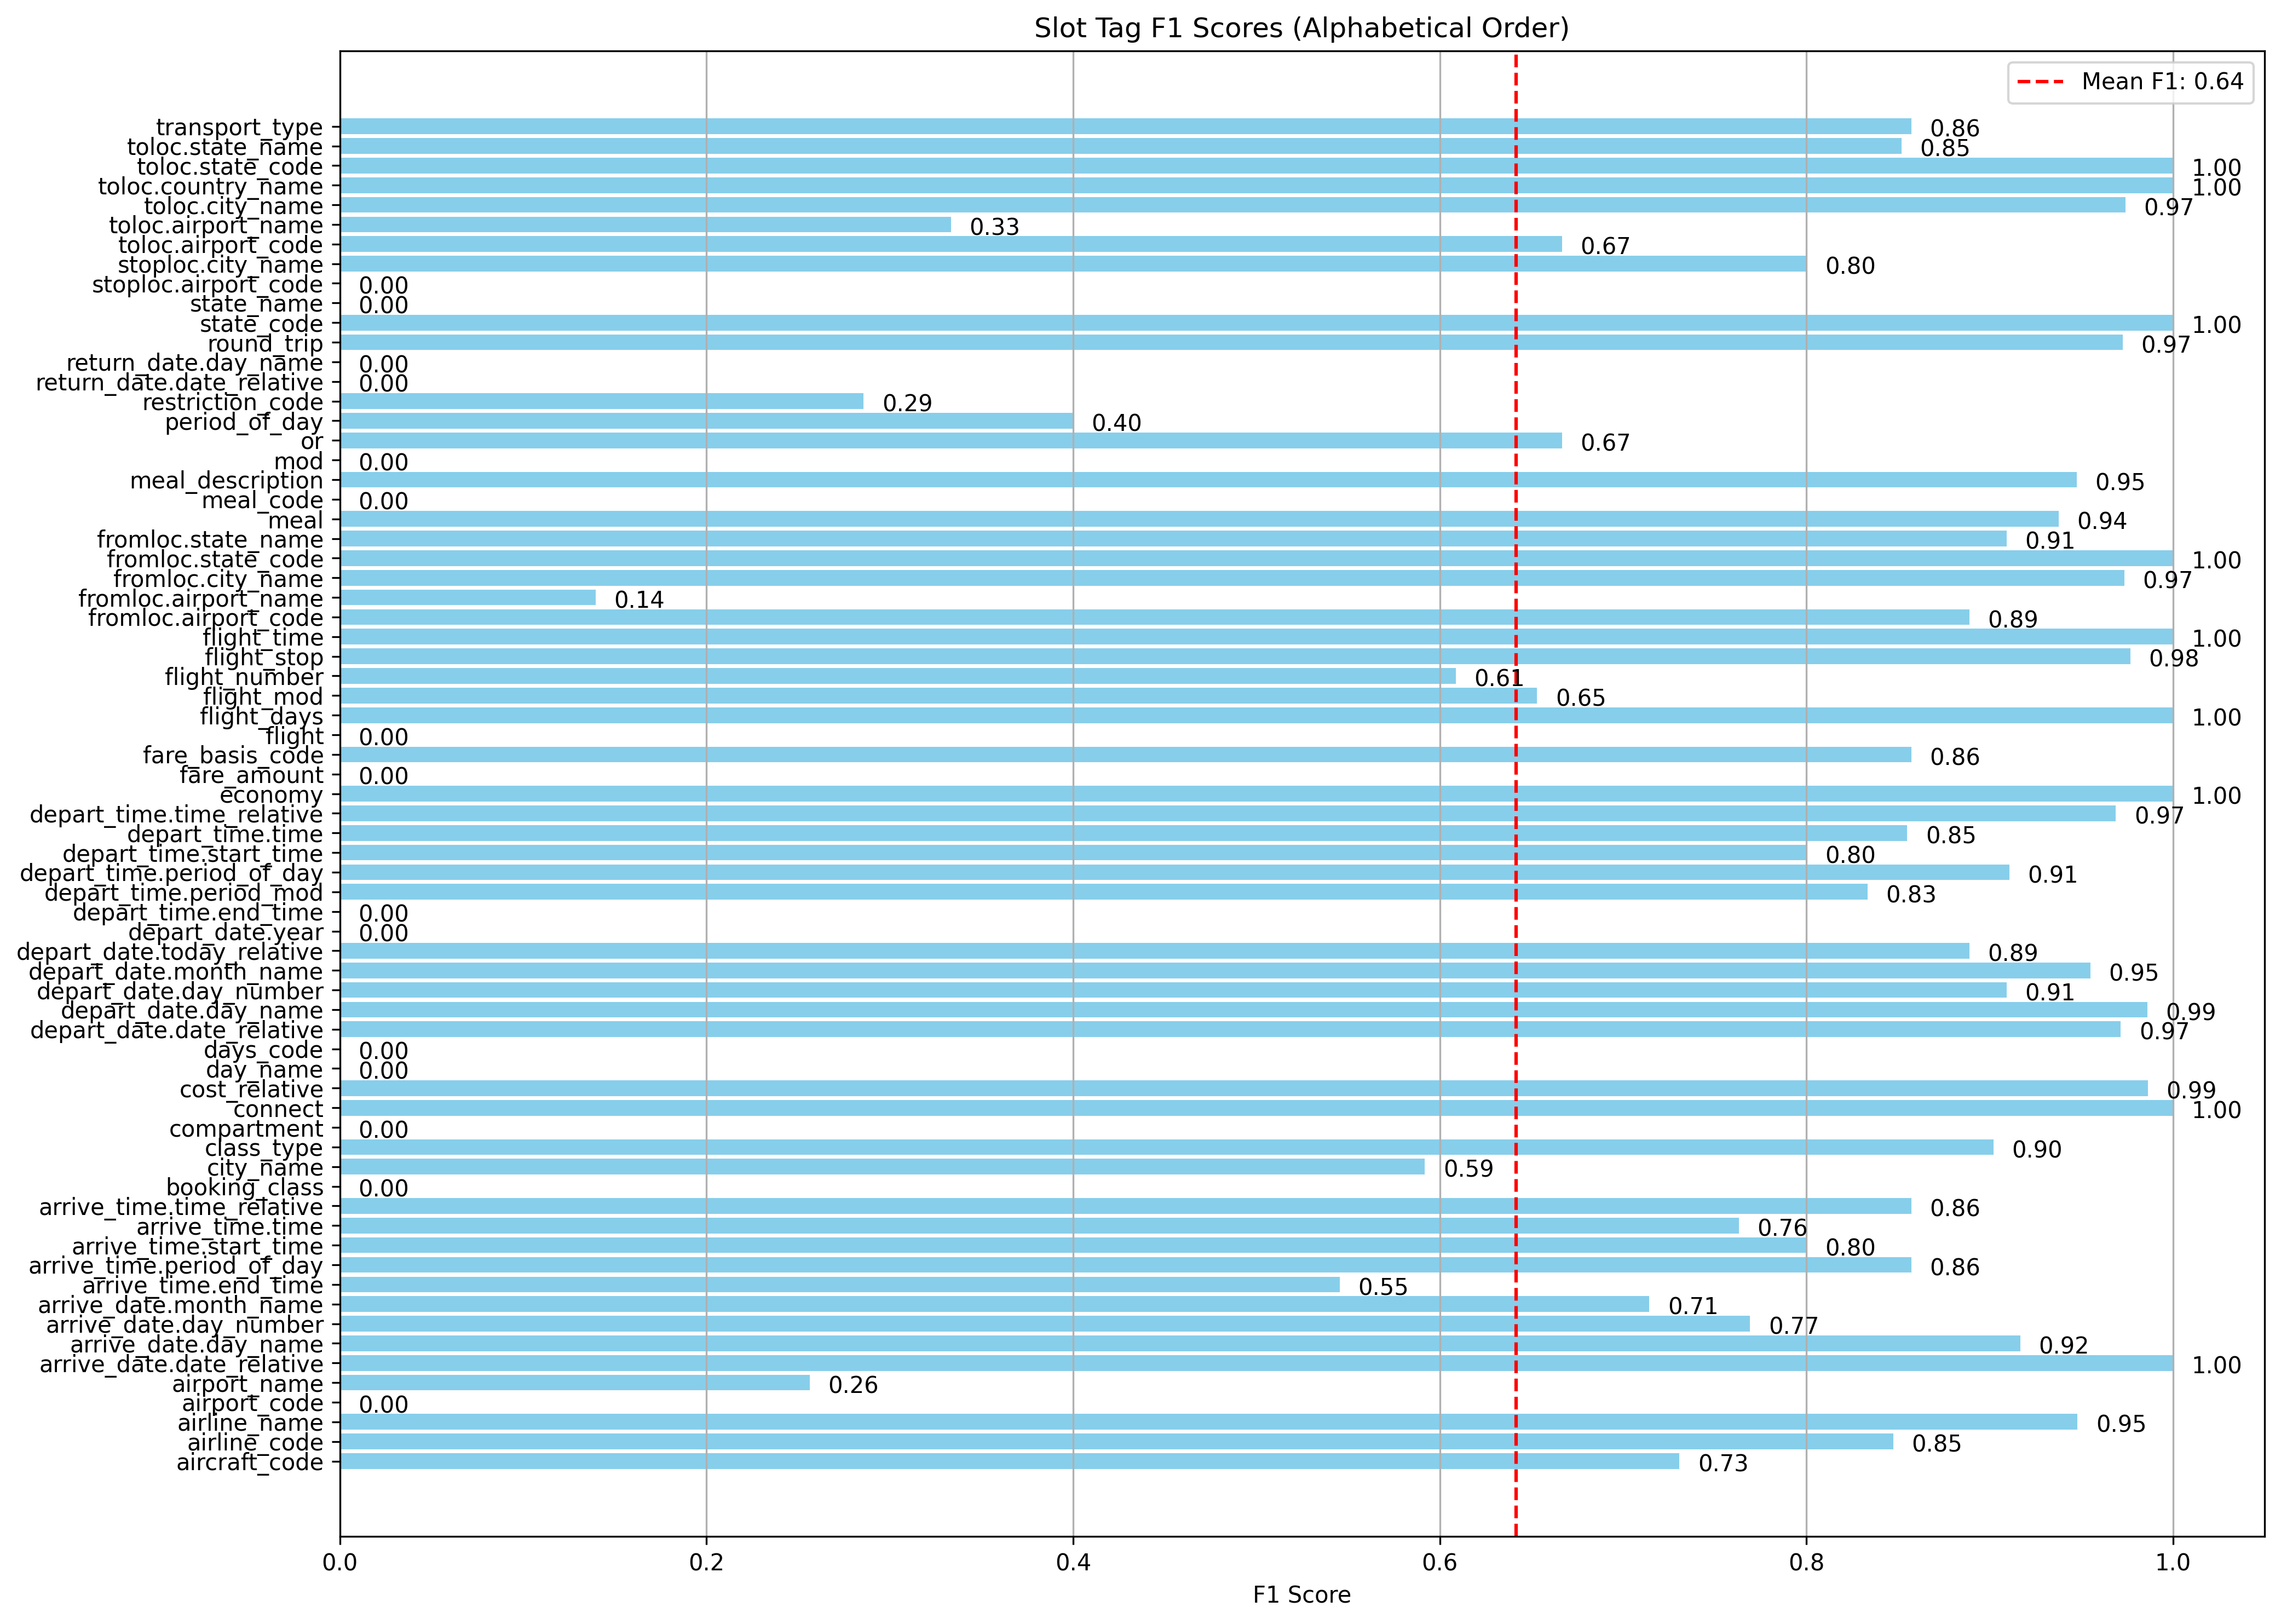 Slot Tag F1 Scores (Alphabetical Order)
Mean F1: 0.64
transport_type 0.86
toloc.state_name 0.85
toloc.state_code 1.00
toloc.country_name 1.00
toloc.city_name 0.97
toloc.airport_name 0.33
toloc.airport_code 0.67
stoploc.city_name 0.80
stoploc.airport_code 0.00
state_name 0.00
state_code 1.00
round_trip 0.97
return_date.day_name 0.00
return_date.date_relative 0.00
restriction_code 0.29
period_of_day 0.40
or 0.67
mod 0.00
meal_description 0.95
meal_code 0.00
meal 0.94
fromloc.state_name 0.91
fromloc.state_code 1.00
fromloc.city_name 0.97
fromloc.airport_name 0.14
fromloc.airport_code 0.89
flight_time 1.00
flight_stop 0.98
flight_number 0.61
flight_mod 0.65
flight_days 1.00
flight 0.00
fare_basis_code 0.86
fare_amount 0.00
economy 1.00
depart_time.time_relative 0.97
depart_time.time 0.85
depart_time.start_time 0.80
depart_time.period_of_day 0.91
depart_time.period_mod 0.83
depart_time.end_time 0.00
depart_date.year 0.00
depart_date.today_relative 0.89
depart_date.month_name 0.95
depart_date.day_number 0.91
depart_date.day_name 0.99
depart_date.date_relative 0.97
days_code 0.00
day_name 0.00
cost_relative 0.99
connect 1.00
compartment 0.00
class_type 0.90
city_name 0.59
booking_class 0.00
arrive_time.time_relative 0.86
arrive_time.time 0.76
arrive_time.start_time 0.80
arrive_time.period_of_day 0.86
arrive_time.end_time 0.55
arrive_date.month_name 0.71
arrive_date.day_number 0.77
arrive_date.day_name 0.92
arrive_date.date_relative 1.00
airport_name 0.26
airport_code 0.00
airline_name 0.95
airline_code 0.85
aircraft_code 0.73
0.0 0.2 0.4 0.6 0.8 1.0
F1 Score